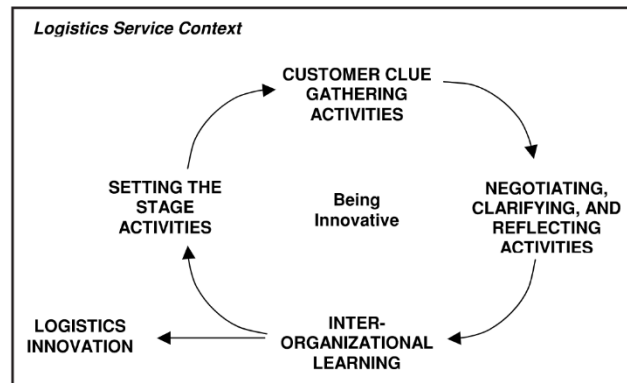 Logistics Service Context
CUSTOMER CLUE
GATHERING
ACTIVITIES
SETTING THE
STAGE
ACTIVITIES
Being
Innovative
NEGOTIATING,
CLARIFYING, AND
REFLECTING
ACTIVITIES
LOGISTICS
INNOVATION
INTER-
ORGANIZATIONAL
LEARNING